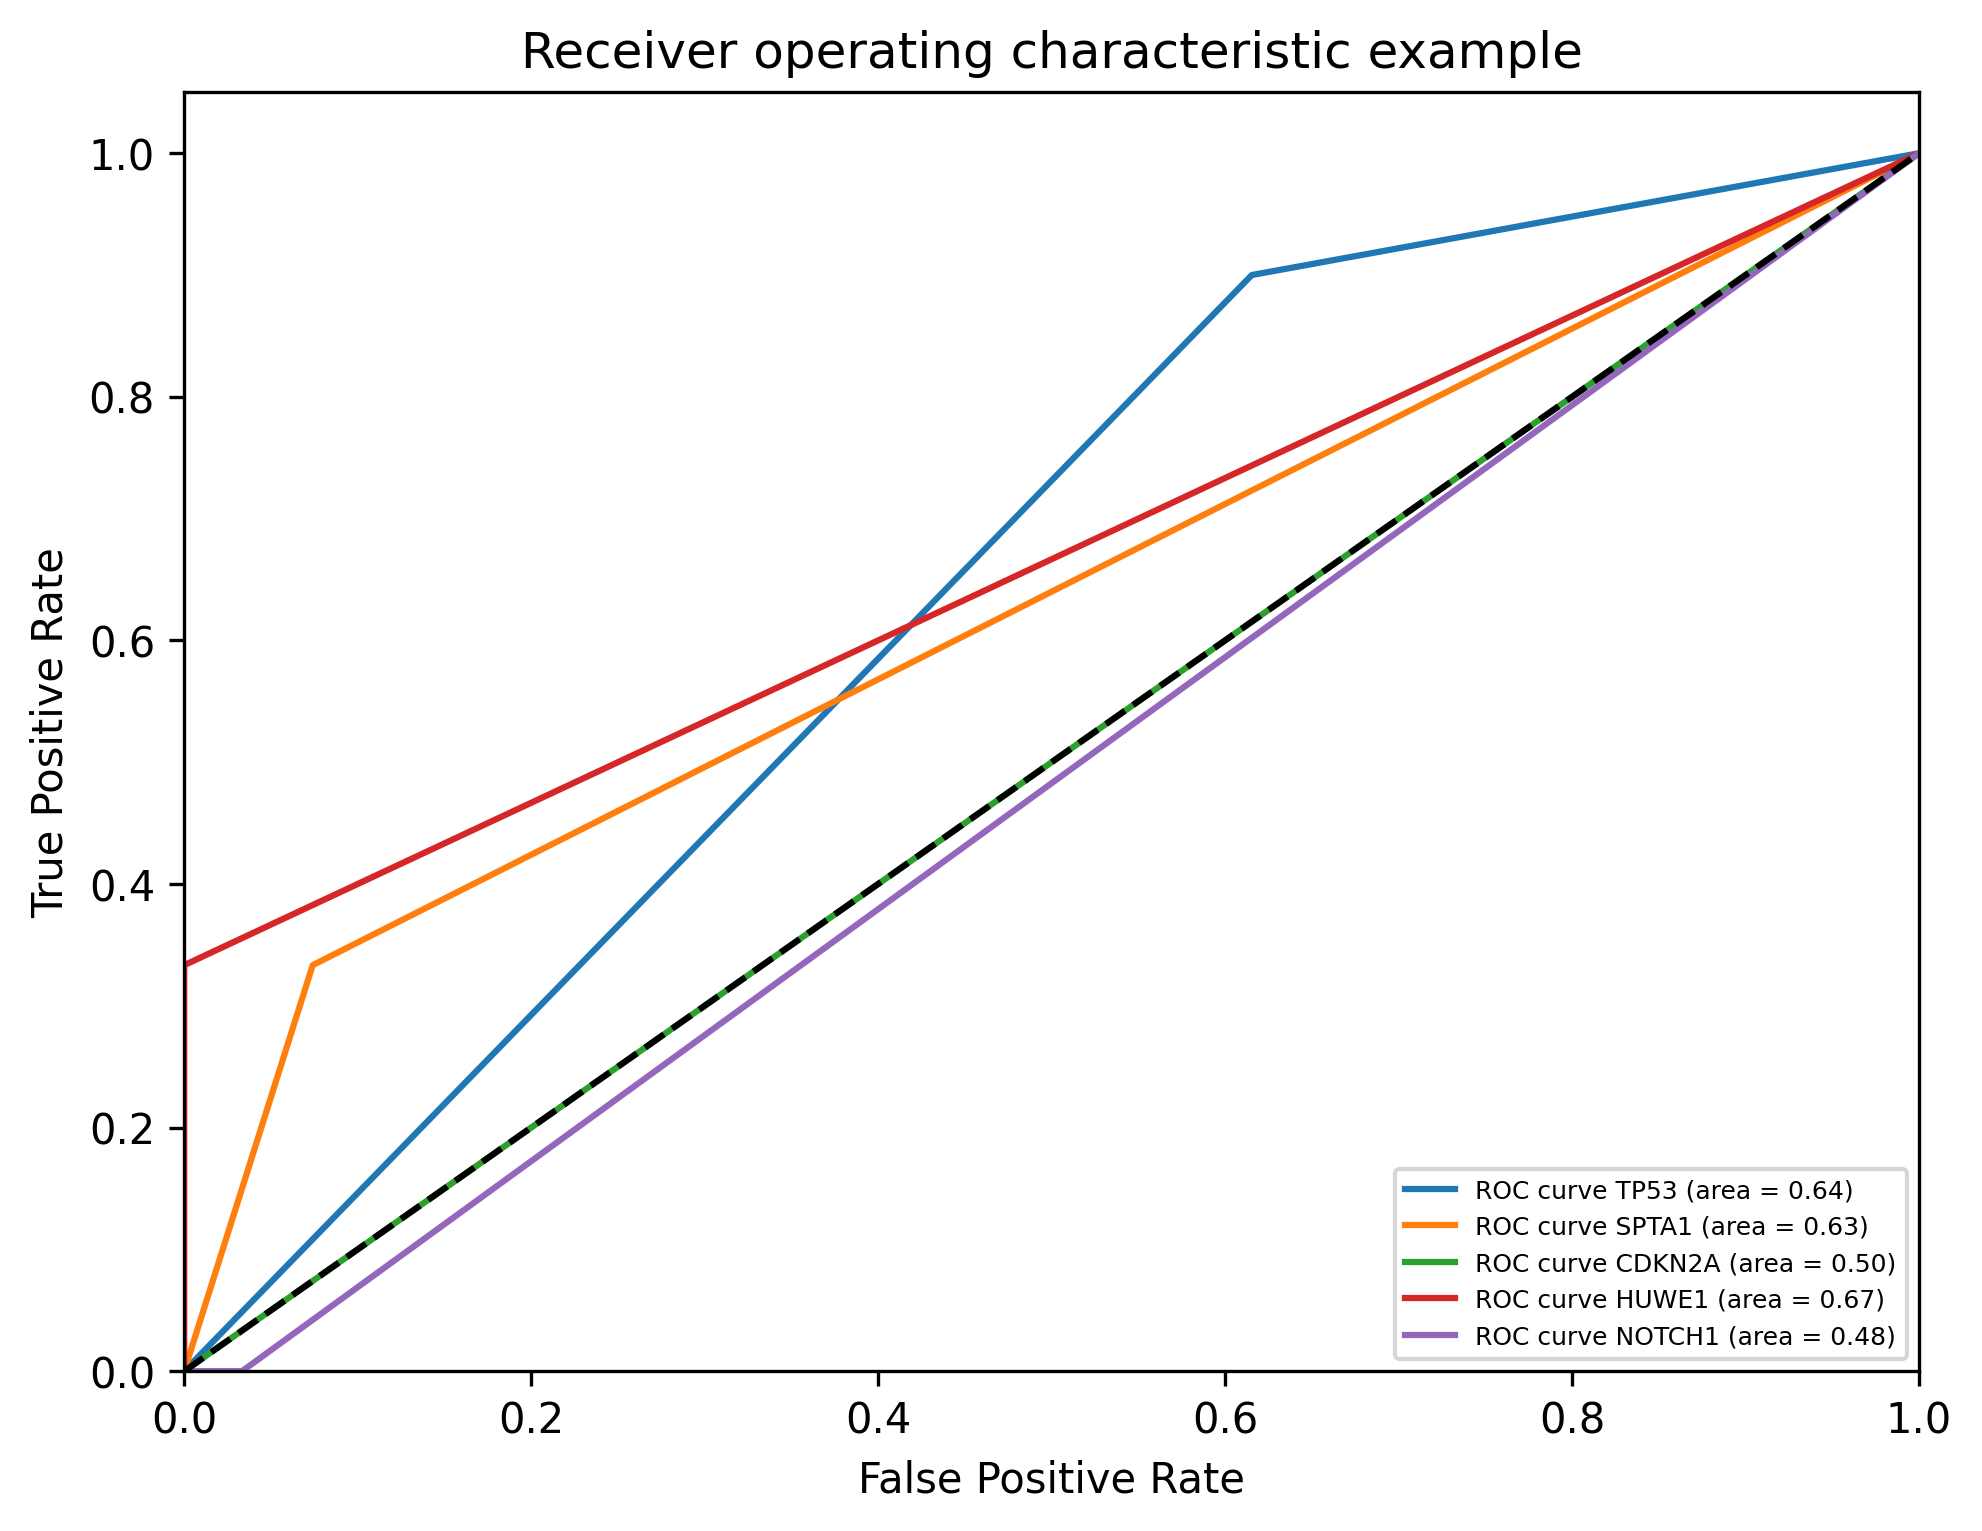 Receiver operating characteristic example
True Positive Rate
1.0
0.8
0.6
0.4
0.2
0.0
ROC curve TP53 (area = 0.64)
ROC curve SPTA1 (area = 0.63)
ROC curve CDKN2A (area = 0.50)
ROC curve HUWE1 (area = 0.67)
ROC curve NOTCH1 (area = 0.48)
0.0 0.2 0.4 0.6 0.8 1.0
False Positive Rate